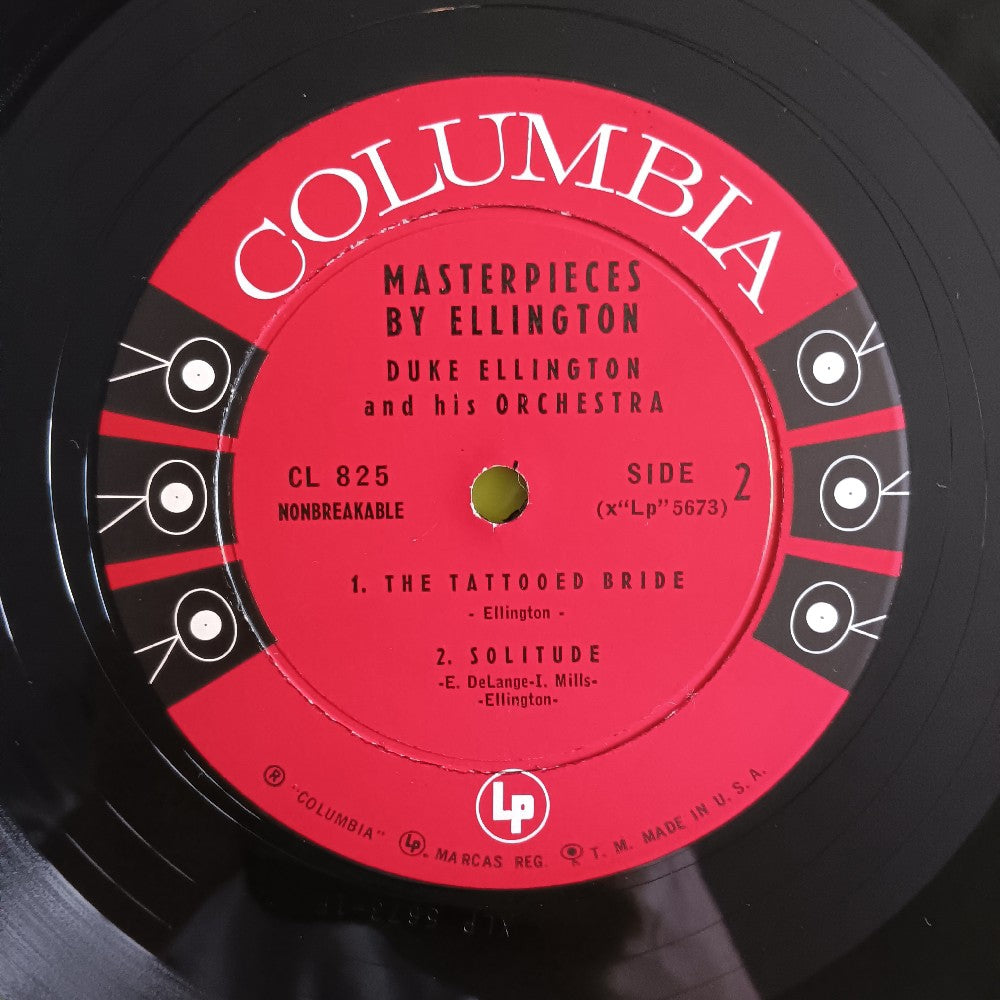 COLUMBIA
MASTERPIECES
BY ELLINGTON
DUKE ELLINGTON
and his ORCHESTRA
CL 825
NONBREAKABLE
SIDE 2
(x"Lp"5673)
1. THE TATTOOED BRIDE
- Ellington -
2. SOLITUDE
-E. DeLange-I. Mills-
-Ellington-
Lp
® "COLUMBIA" Lp. MARCAS REG. T. M. MADE IN U. S. A.